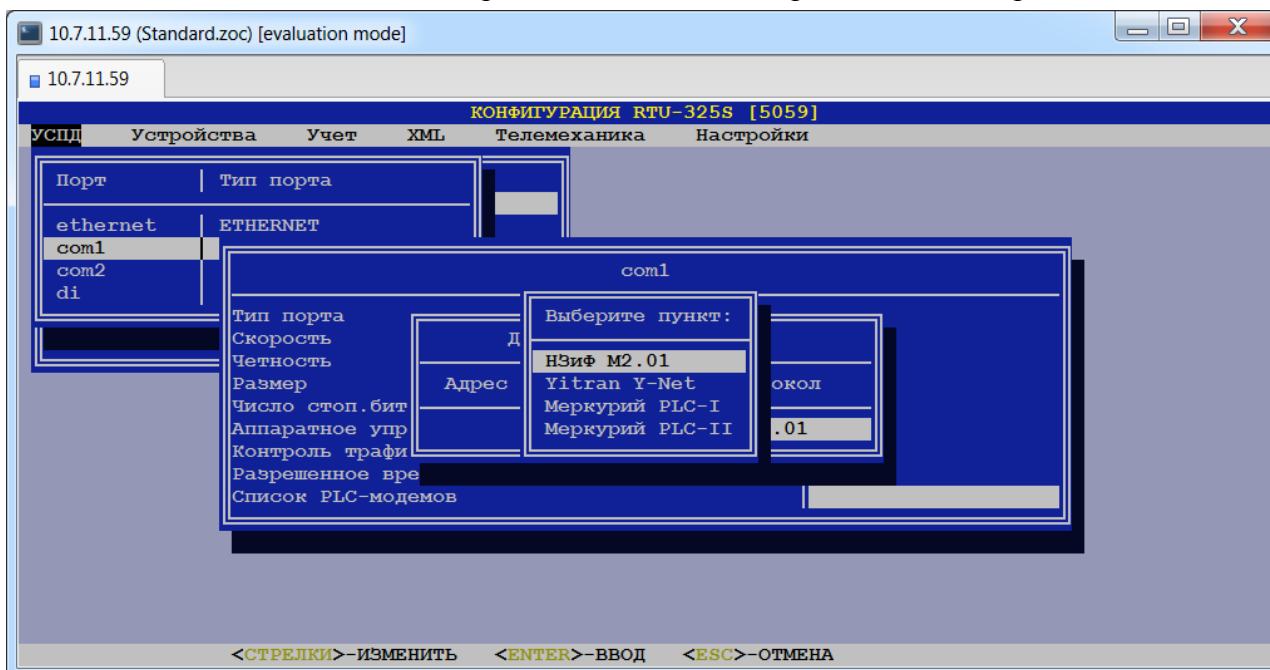 10.7.11.59 (Standard.zoc) [evaluation mode]
10.7.11.59
КОНФИГУРАЦИЯ RTU-325S [5059]
УСПД Устройства Учет XML Телемеханика Настройки
Порт Тип порта
ethernet ETHERNET
com1
com2
di
com1
Тип порта
Скорость
Четность
Размер
Число стоп.бит
Аппаратное упр
Контроль трафи
Разрешенное вре
Список PLC-модемов
Д
Адрес окол
.01
Выберите пункт:
НЗиФ М2.01
Yitran Y-Net
Меркурий PLC-I
Меркурий PLC-II
<СТРЕЛКИ>-ИЗМЕНИТЬ <ENTER>-ВВОД <ESC>-ОТМЕНА